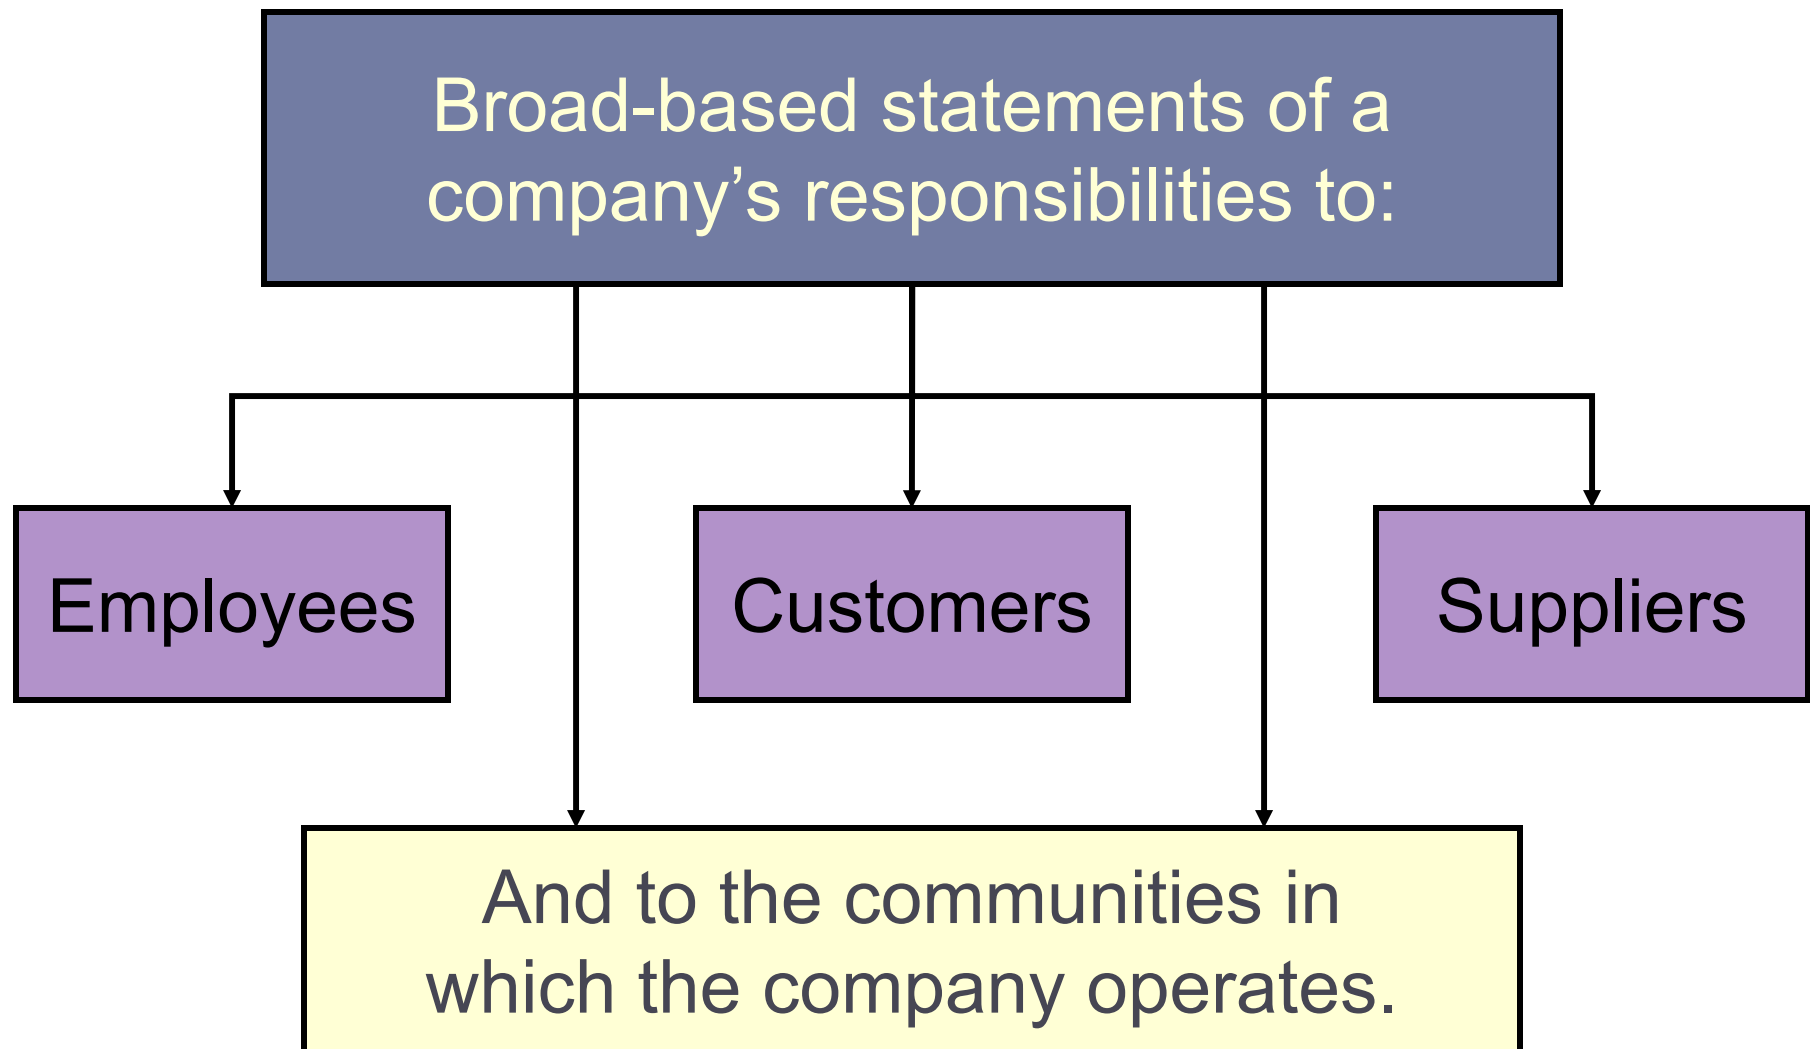 Broad-based statements of a
company’s responsibilities to:
Employees
Customers
Suppliers
And to the communities in
which the company operates.